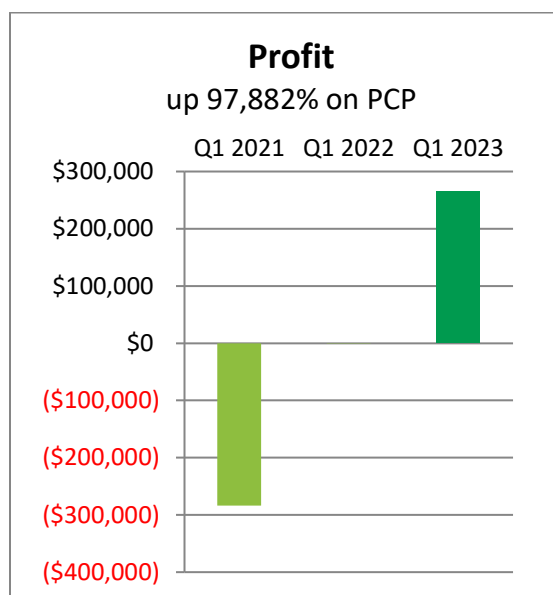 Profit
up 97,882% on PCP
Q1 2021 Q1 2022 Q1 2023
$300,000
$200,000
$100,000
$0
($100,000)
($200,000)
($300,000)
($400,000)